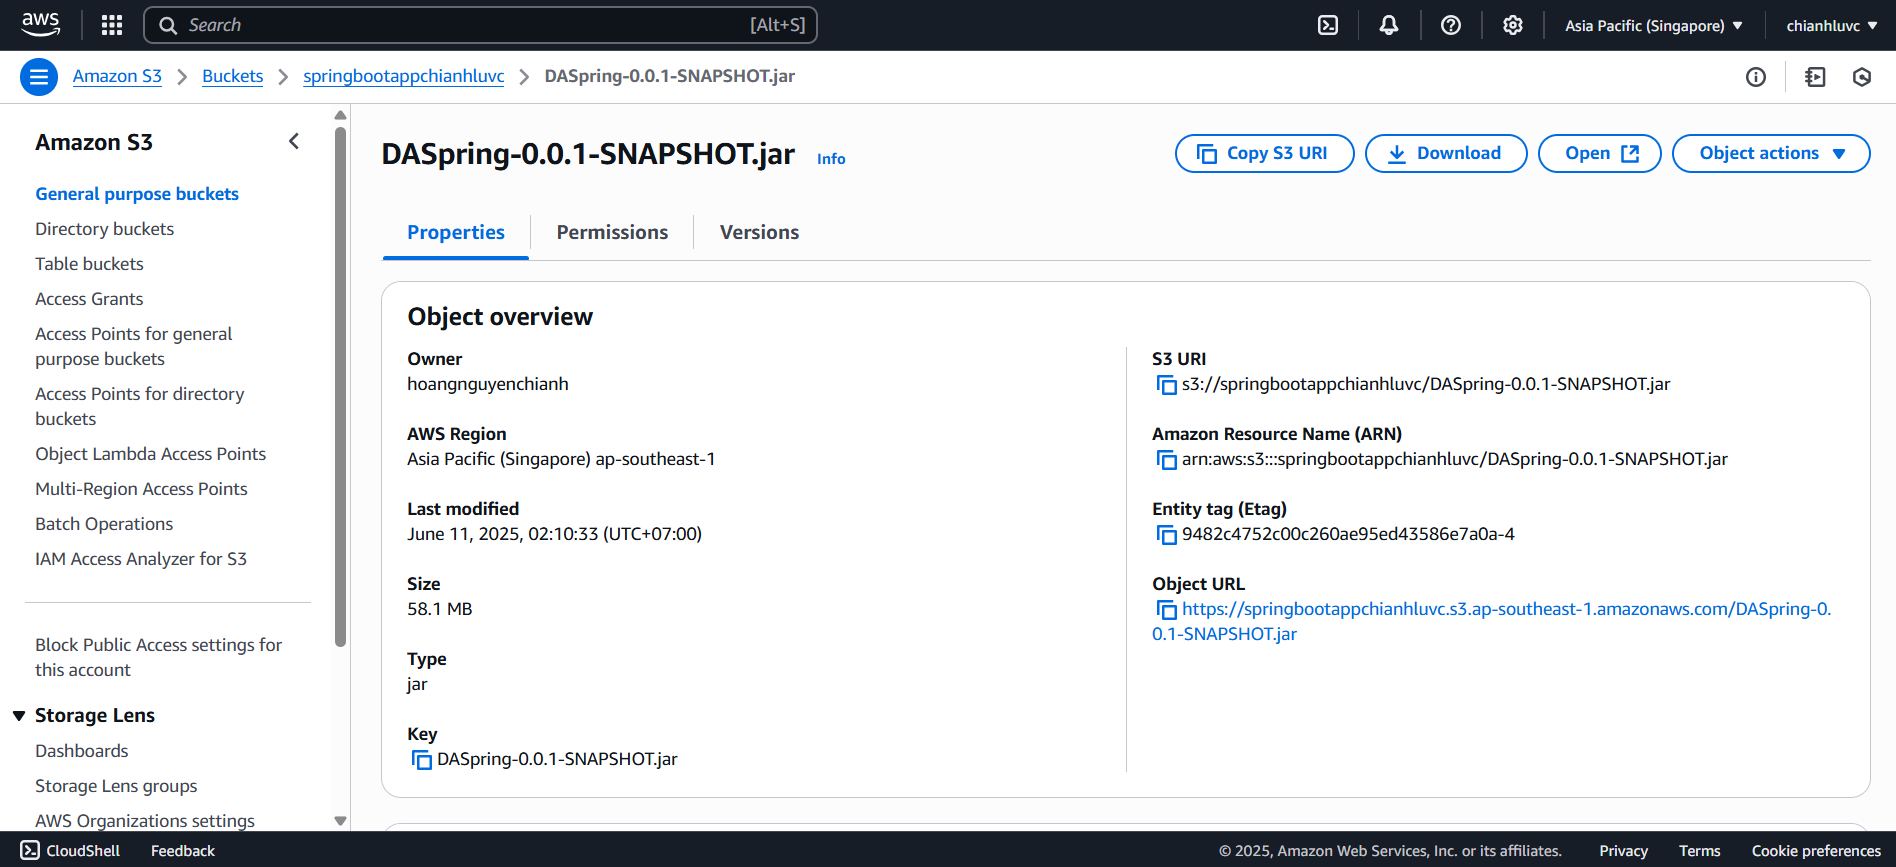 aws
Search
[Alt+S]
Asia Pacific (Singapore)
chianhluvc
Amazon S3
Buckets
springbootappchianhluvc
DASpring-0.0.1-SNAPSHOT.jar
Amazon S3
General purpose buckets
Directory buckets
Table buckets
Access Grants
Access Points for general
purpose buckets
Access Points for directory
buckets
Object Lambda Access Points
Multi-Region Access Points
Batch Operations
IAM Access Analyzer for S3
Block Public Access settings for
this account
Storage Lens
Dashboards
Storage Lens groups
AWS Organizations settings
DASpring-0.0.1-SNAPSHOT.jar
Info
Copy S3 URI
Download
Open
Object actions
Properties
Permissions
Versions
Object overview
Owner
hoangnguyenchianh
AWS Region
Asia Pacific (Singapore) ap-southeast-1
Last modified
June 11, 2025, 02:10:33 (UTC+07:00)
Size
58.1 MB
Type
jar
Key
DASpring-0.0.1-SNAPSHOT.jar
S3 URI
s3://springbootappchianhluvc/DASpring-0.0.1-SNAPSHOT.jar
Amazon Resource Name (ARN)
arn:aws:s3:::springbootappchianhluvc/DASpring-0.0.1-SNAPSHOT.jar
Entity tag (Etag)
9482c4752c00c260ae95ed43586e7a0a-4
Object URL
https://springbootappchianhluvc.s3.ap-southeast-1.amazonaws.com/DASpring-0.
0.1-SNAPSHOT.jar
CloudShell
Feedback
© 2025, Amazon Web Services, Inc. or its affiliates.
Privacy
Terms
Cookie preferences